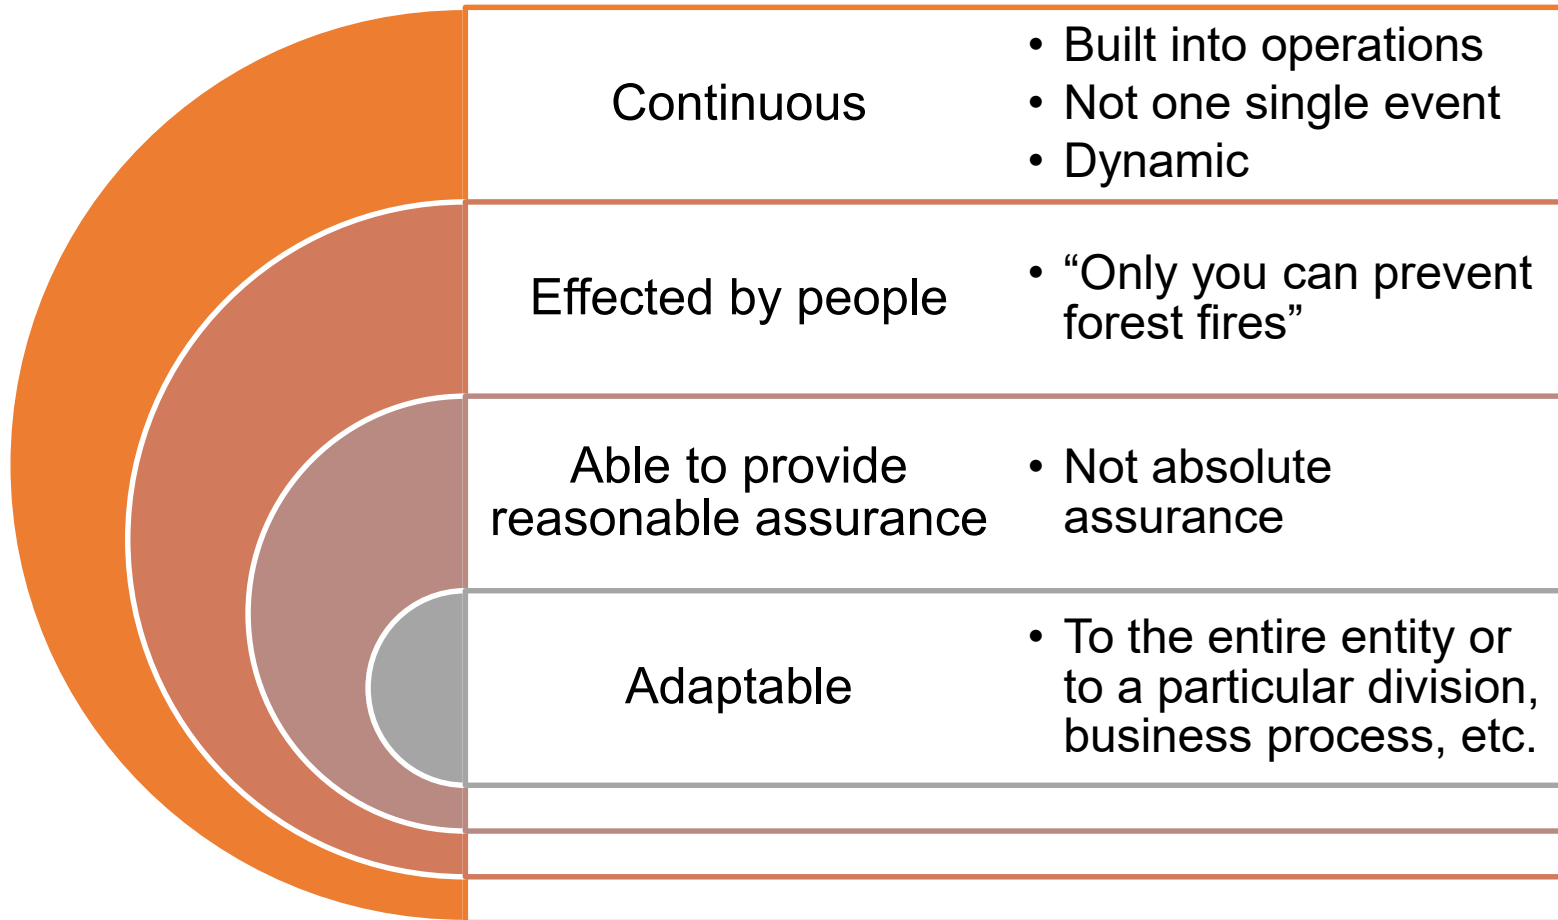 Continuous
• Built into operations
• Not one single event
• Dynamic
Effected by people
• “Only you can prevent
forest fires”
Able to provide
reasonable assurance
• Not absolute
assurance
Adaptable
• To the entire entity or
to a particular division,
business process, etc.